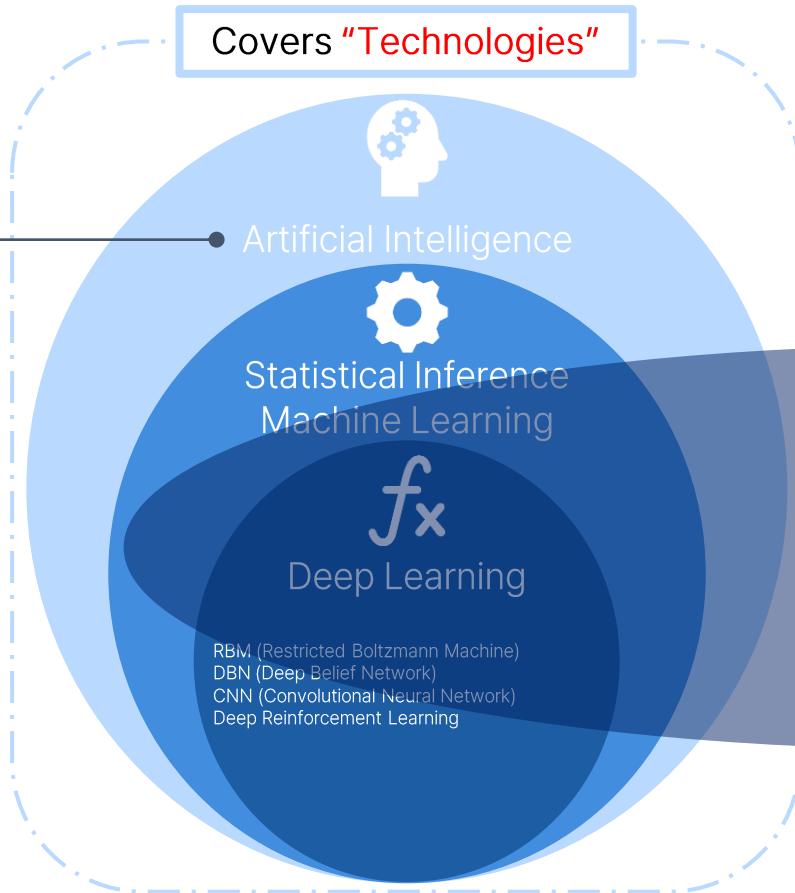 Covers “Technologies”
Artificial Intelligence
Statistical Inference
Machine Learning
fx
Deep Learning
RBM (Restricted Boltzmann Machine)
DBN (Deep Belief Network)
CNN (Convolutional Neural Network)
Deep Reinforcement Learning